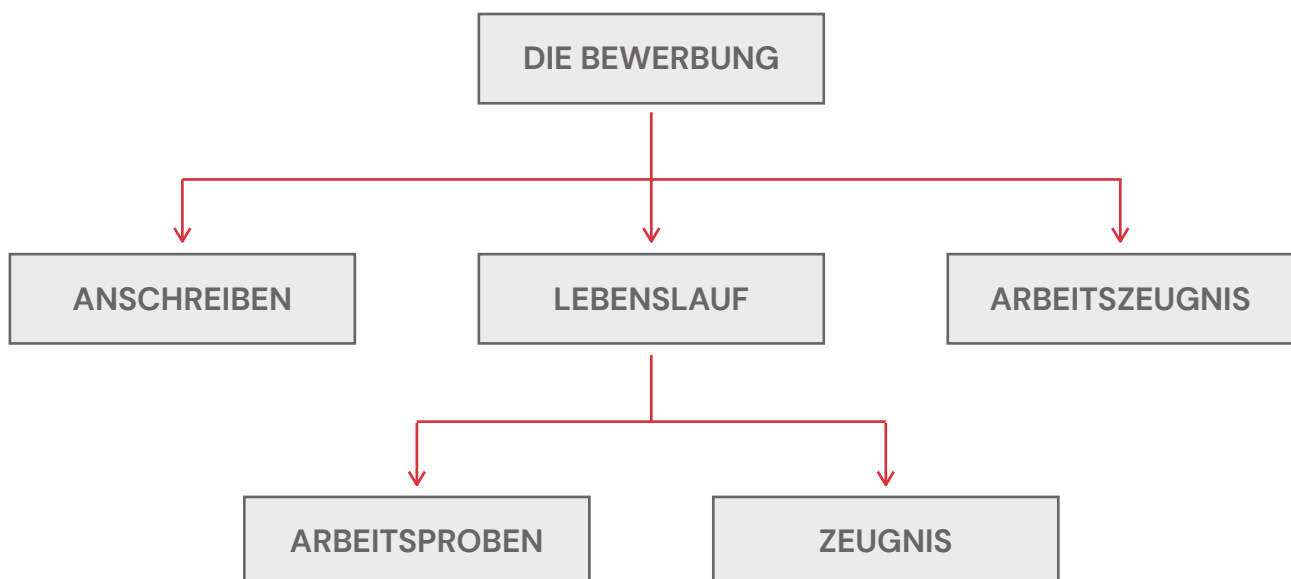 DIE BEWERBUNG
ANSCHREIBEN
LEBENSLAUF
ARBEITSZEUGNIS
ARBEITSPROBEN
ZEUGNIS